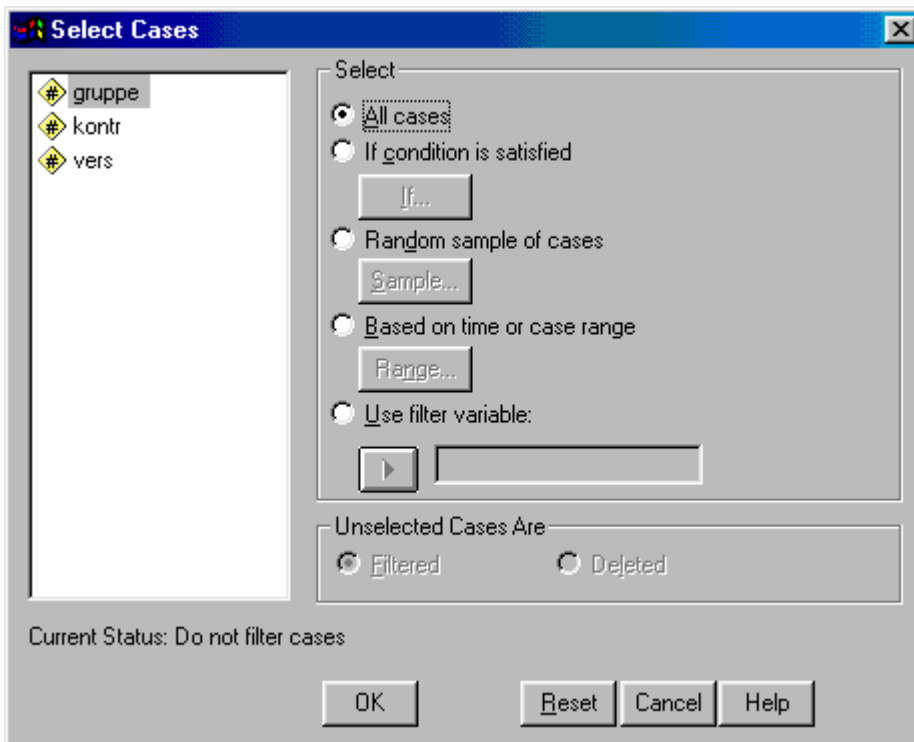 Select Cases
# gruppe
# kontr
# vers
Select
All cases
If condition is satisfied
If...
Random sample of cases
Sample...
Based on time or case range
Range...
Use filter variable:
Unselected Cases Are
Filtered
Deleted
Current Status: Do not filter cases
OK
Reset
Cancel
Help